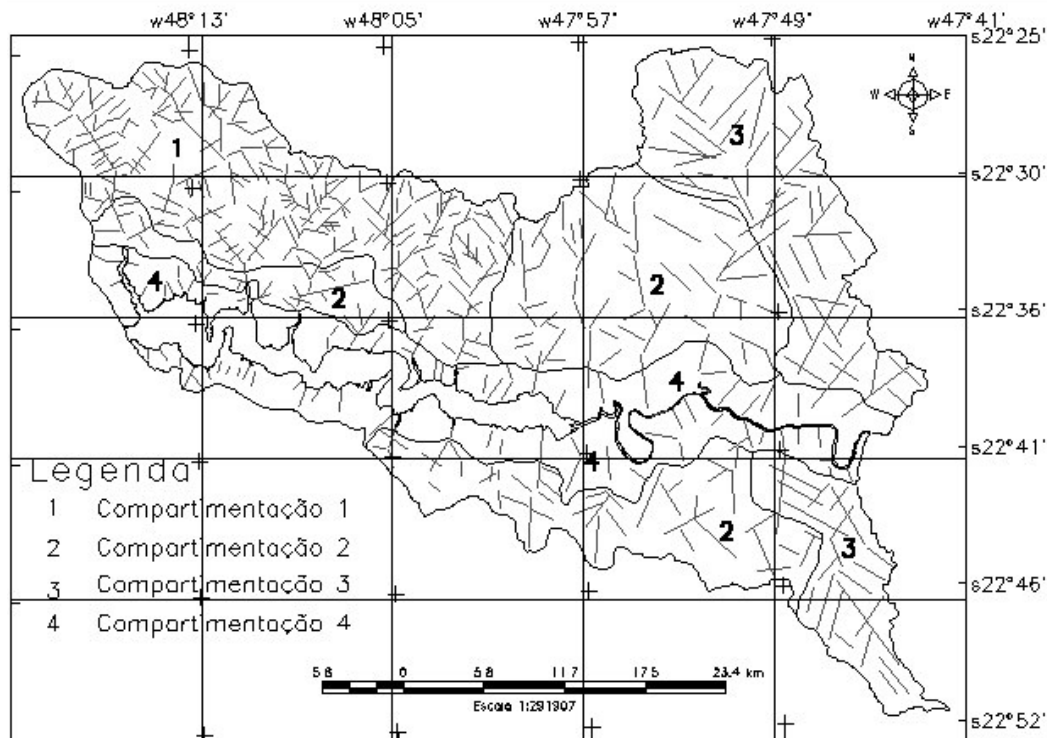 w48°13' w48°05' w47°57' w47°49' w47°41'
s22°25'
N
W E
S
3
1
s22°30'
4
2
2
s22°36'
4
s22°41'
4
Legenda
1 Compartimentação 1
2 Compartimentação 2
2
3
3 Compartimentação 3
s22°46'
4 Compartimentação 4
5.8 0 5.8 11.7 17.5 23.4 km
Escala 1:291907
s22°52'